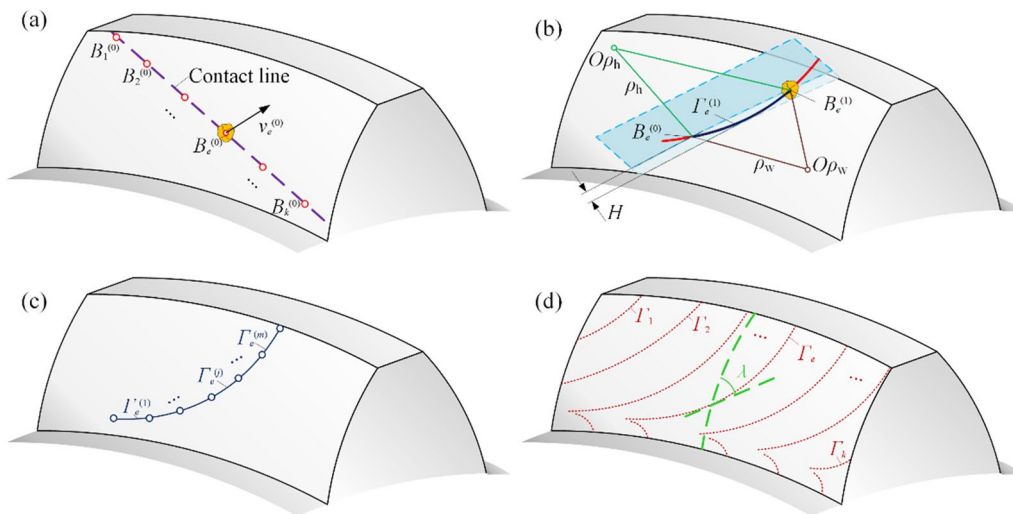 (a)
B₁⁽⁰⁾
B₂⁽⁰⁾
Contact line
...
vₑ⁽⁰⁾
Bₑ⁽⁰⁾
...
Bₖ⁽⁰⁾
(b)
Oρh
ρh
Γₑ⁽¹⁾
Bₑ⁽¹⁾
Bₑ⁽⁰⁾
ρw
Oρw
H
(c)
Γₑ⁽ᵐ⁾
...
Γₑ⁽ʲ⁾
...
Γₑ⁽¹⁾
(d)
Γ₁
Γ₂
...
Γₑ
λ
...
Γₖ